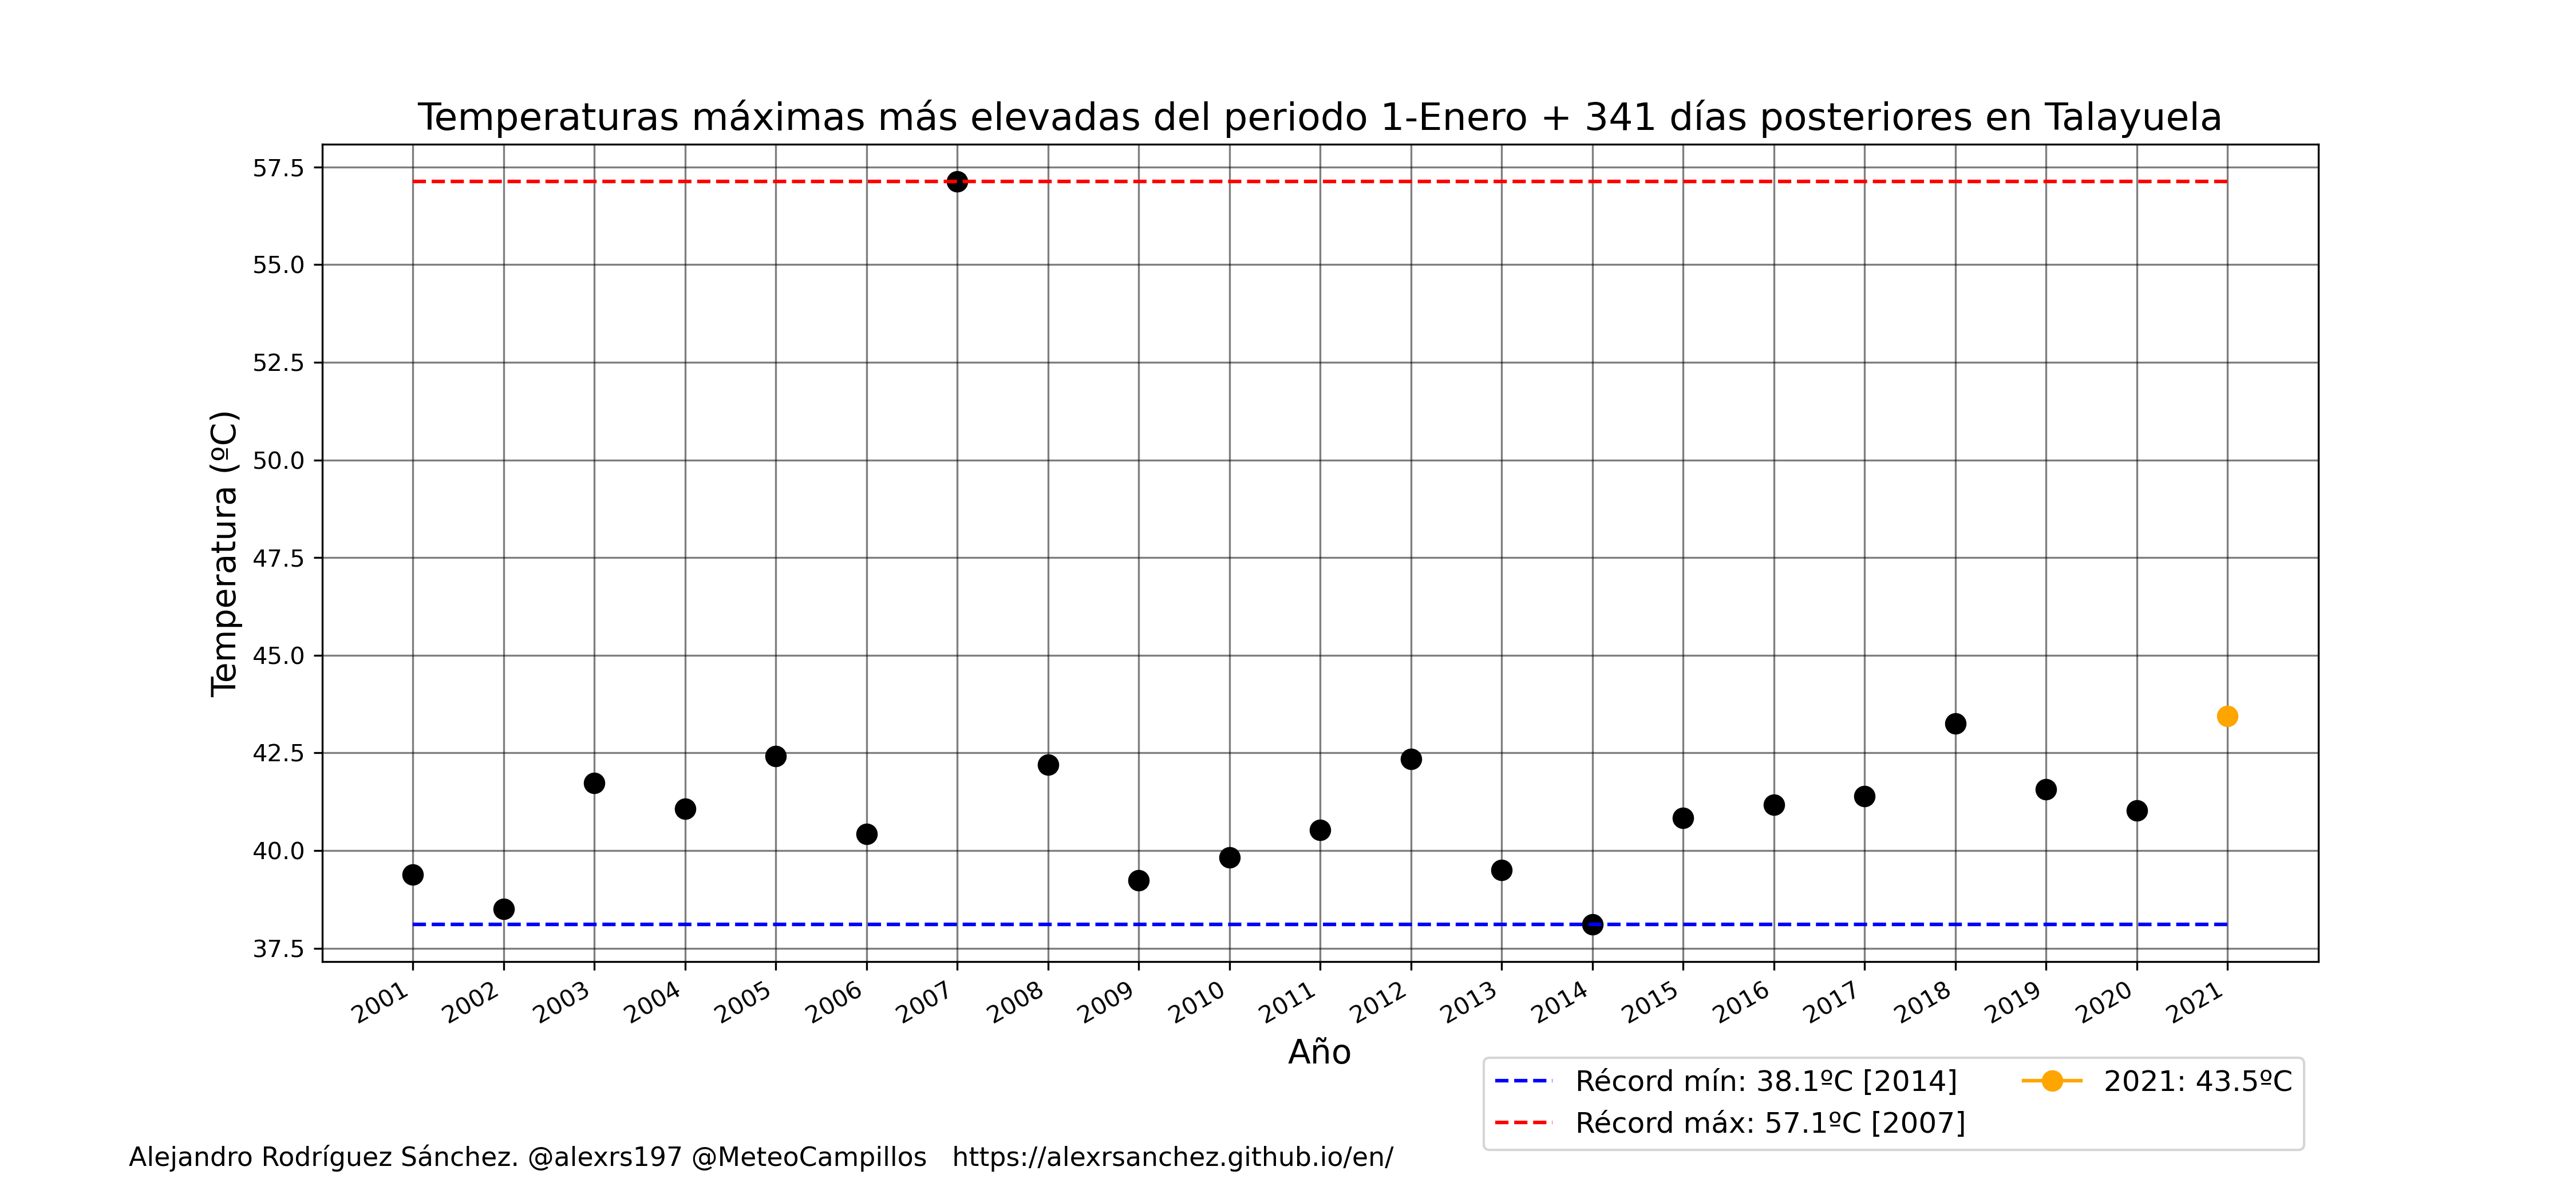 Temperaturas máximas más elevadas del periodo 1-Enero + 341 días posteriores en Talayuela
Temperatura (ºC)
57.5
55.0
52.5
50.0
47.5
45.0
42.5
40.0
37.5
2001 2002 2003 2004 2005 2006 2007 2008 2009 2010 2011 2012 2013 2014 2015 2016 2017 2018 2019 2020 2021
Año
Récord mín: 38.1ºC [2014]
Récord máx: 57.1ºC [2007]
2021: 43.5ºC
Alejandro Rodríguez Sánchez. @alexrs197 @MeteoCampillos https://alexrsanchez.github.io/en/